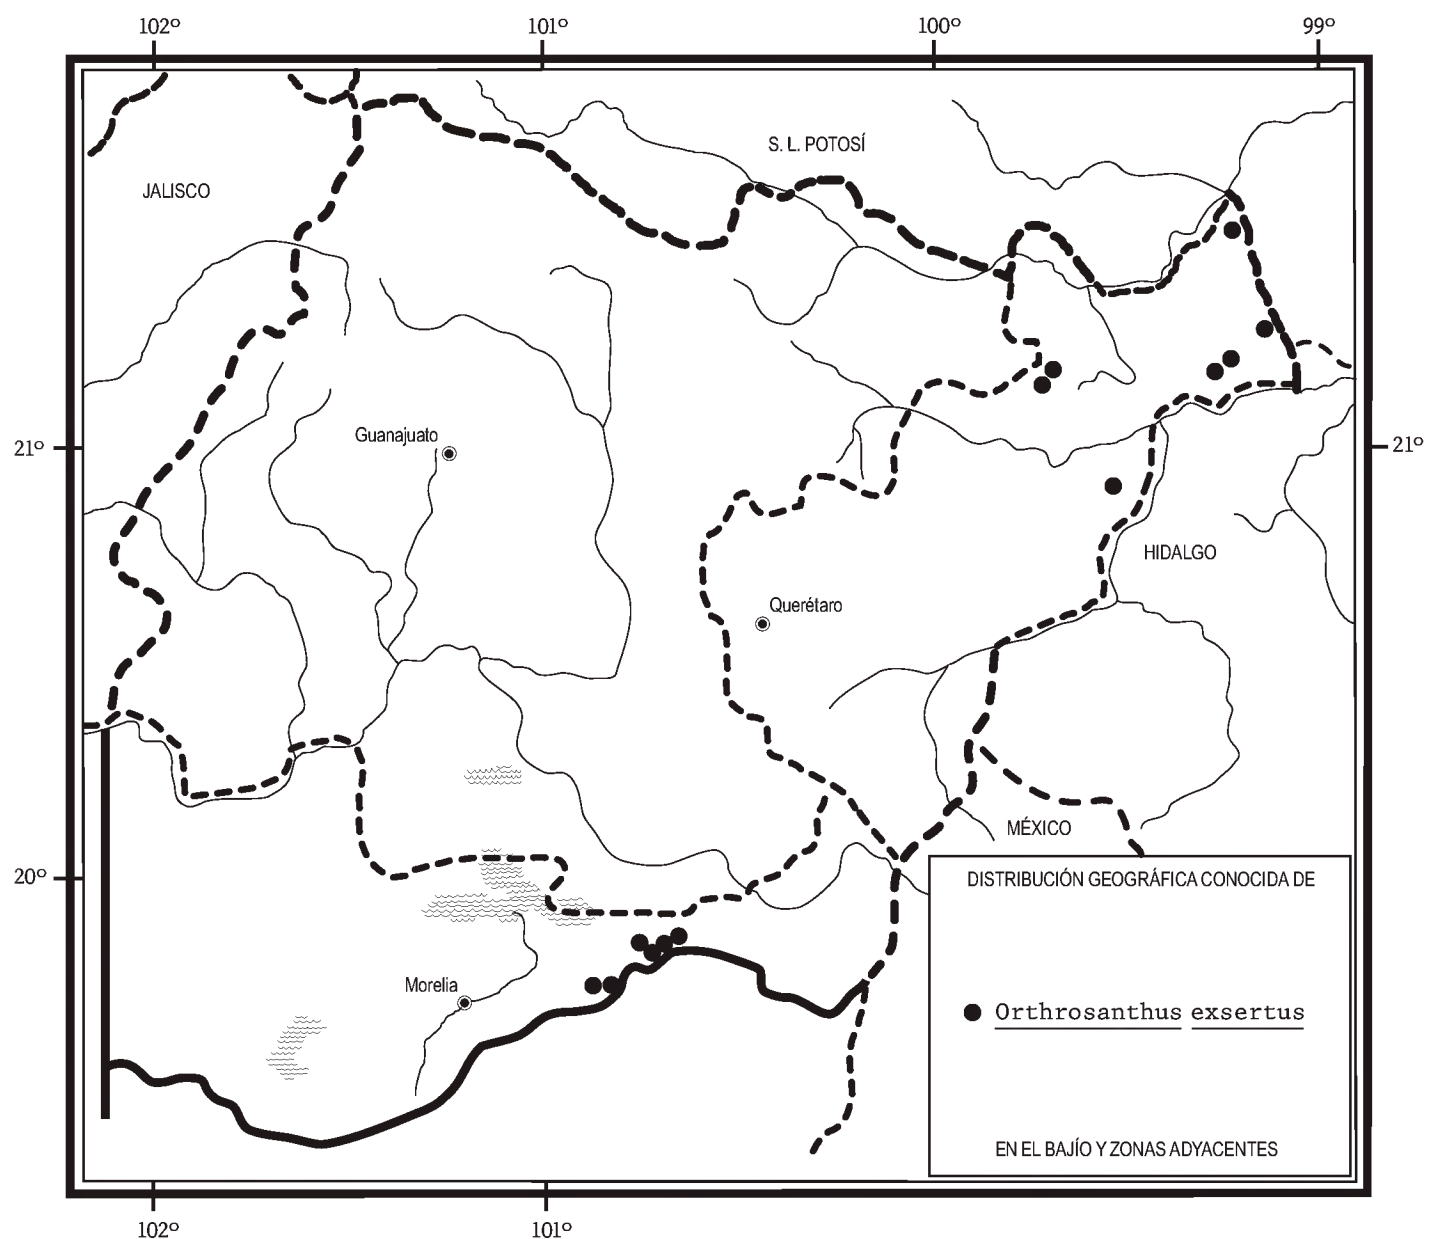 102º 101º 100º 99º
S. L. POTOSÍ
JALISCO
Guanajuato
21º 21º
HIDALGO
Querétaro
MÉXICO
20º
DISTRIBUCIÓN GEOGRÁFICA CONOCIDA DE
Morelia
Orthrosanthus exsertus
EN EL BAJÍO Y ZONAS ADYACENTES
102º 101º